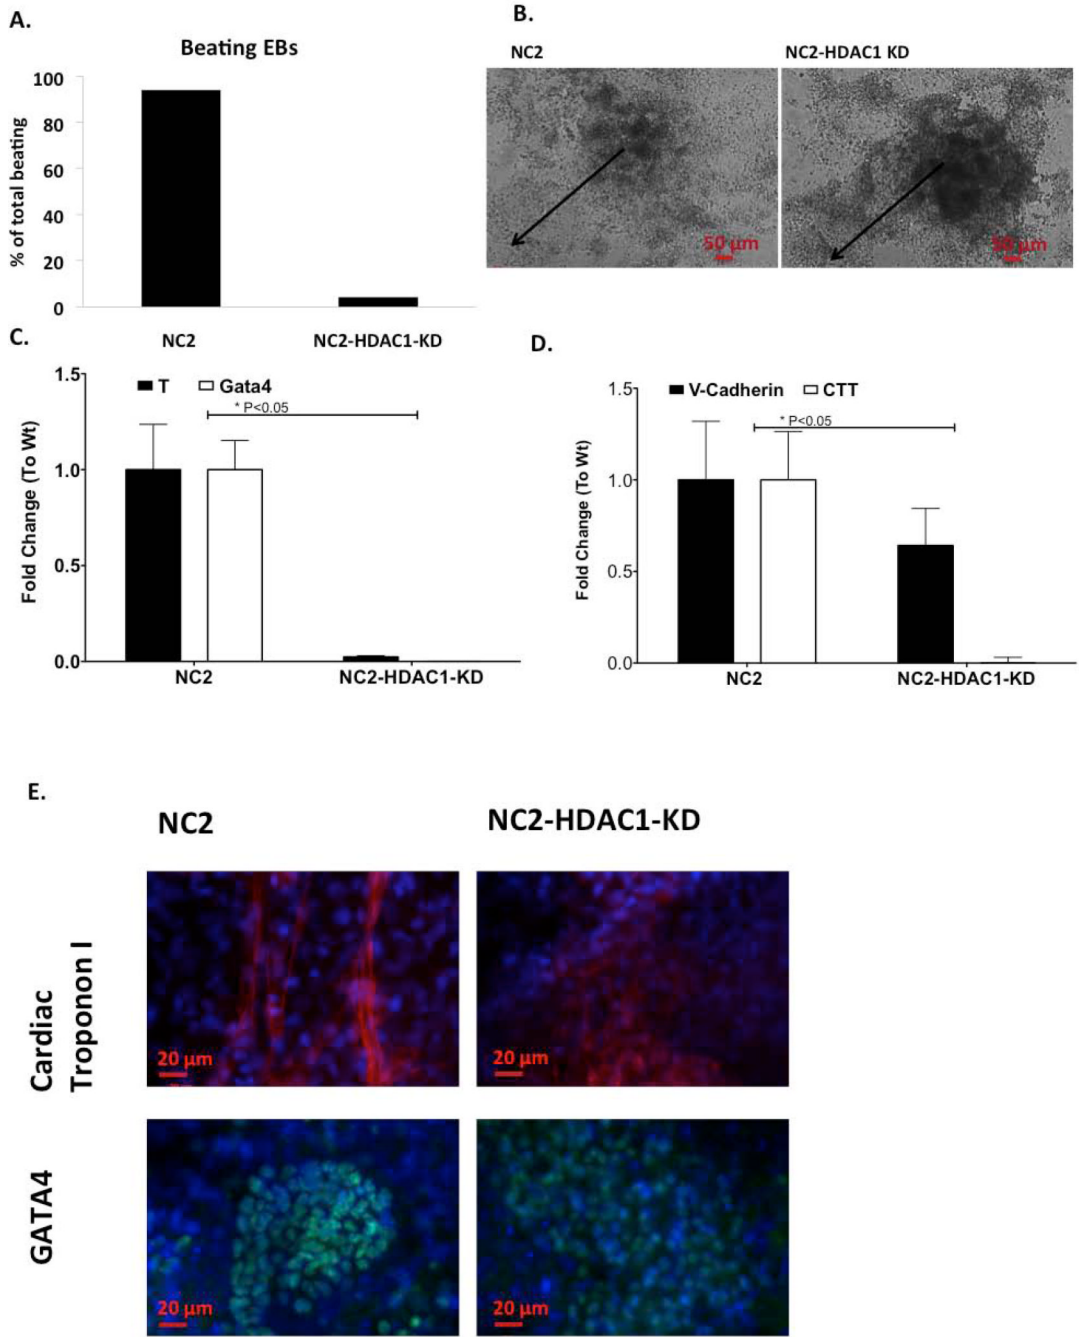 A.
Beating EBs
% of total beating
100
80
60
40
20
0
NC2
NC2-HDAC1-KD
B.
NC2
NC2-HDAC1 KD
50 µm
50 µm
C.
T
Gata4
* P<0.05
Fold Change (To Wt)
1.5
1.0
0.5
0.0
NC2
NC2-HDAC1-KD
D.
V-Cadherin
CTT
* P<0.05
Fold Change (To Wt)
1.5
1.0
0.5
0.0
NC2
NC2-HDAC1-KD
E.
NC2
NC2-HDAC1-KD
Cardiac
Troponon I
20 µm
20 µm
GATA4
20 µm
20 µm